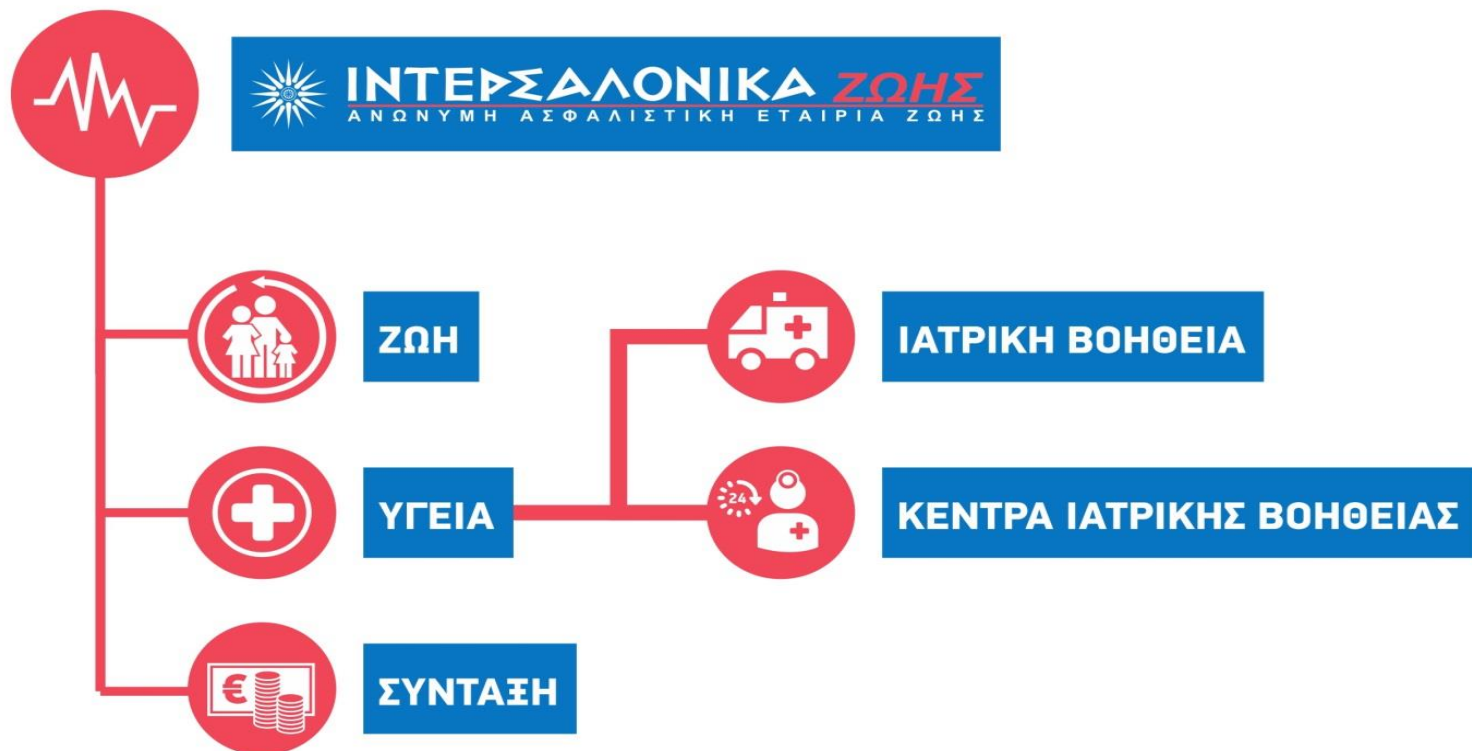 ΙΝΤΕΡΣΑΛΟΝΙΚΑ ΖΩΗΣ
ΑΝΩΝΥΜΗ ΑΣΦΑΛΙΣΤΙΚΗ ΕΤΑΙΡΙΑ ΖΩΗΣ
ΖΩΗ
ΙΑΤΡΙΚΗ ΒΟΗΘΕΙΑ
ΥΓΕΙΑ
24
ΚΕΝΤΡΑ ΙΑΤΡΙΚΗΣ ΒΟΗΘΕΙΑΣ
€
ΣΥΝΤΑΞΗ